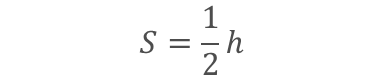 S = 1/2 h